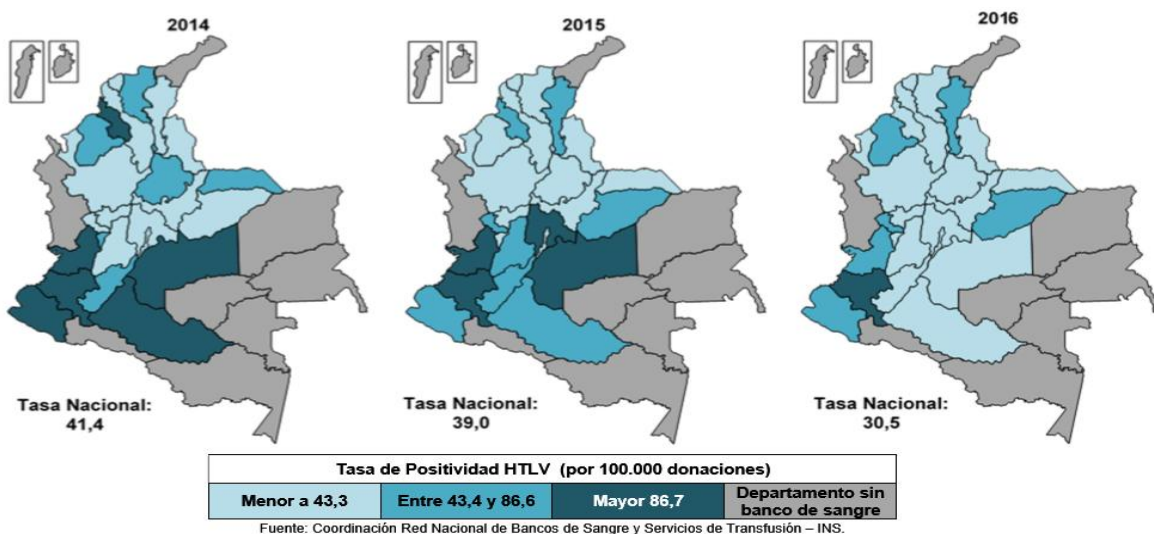 2014
2015
2016
Tasa Nacional:
41,4
Tasa Nacional:
39,0
Tasa Nacional:
30,5
Tasa de Positividad HTLV (por 100.000 donaciones)
Menor a 43,3
Entre 43,4 y 86,6
Mayor 86,7
Departamento sin
banco de sangre
Fuente: Coordinación Red Nacional de Bancos de Sangre y Servicios de Transfusión – INS.